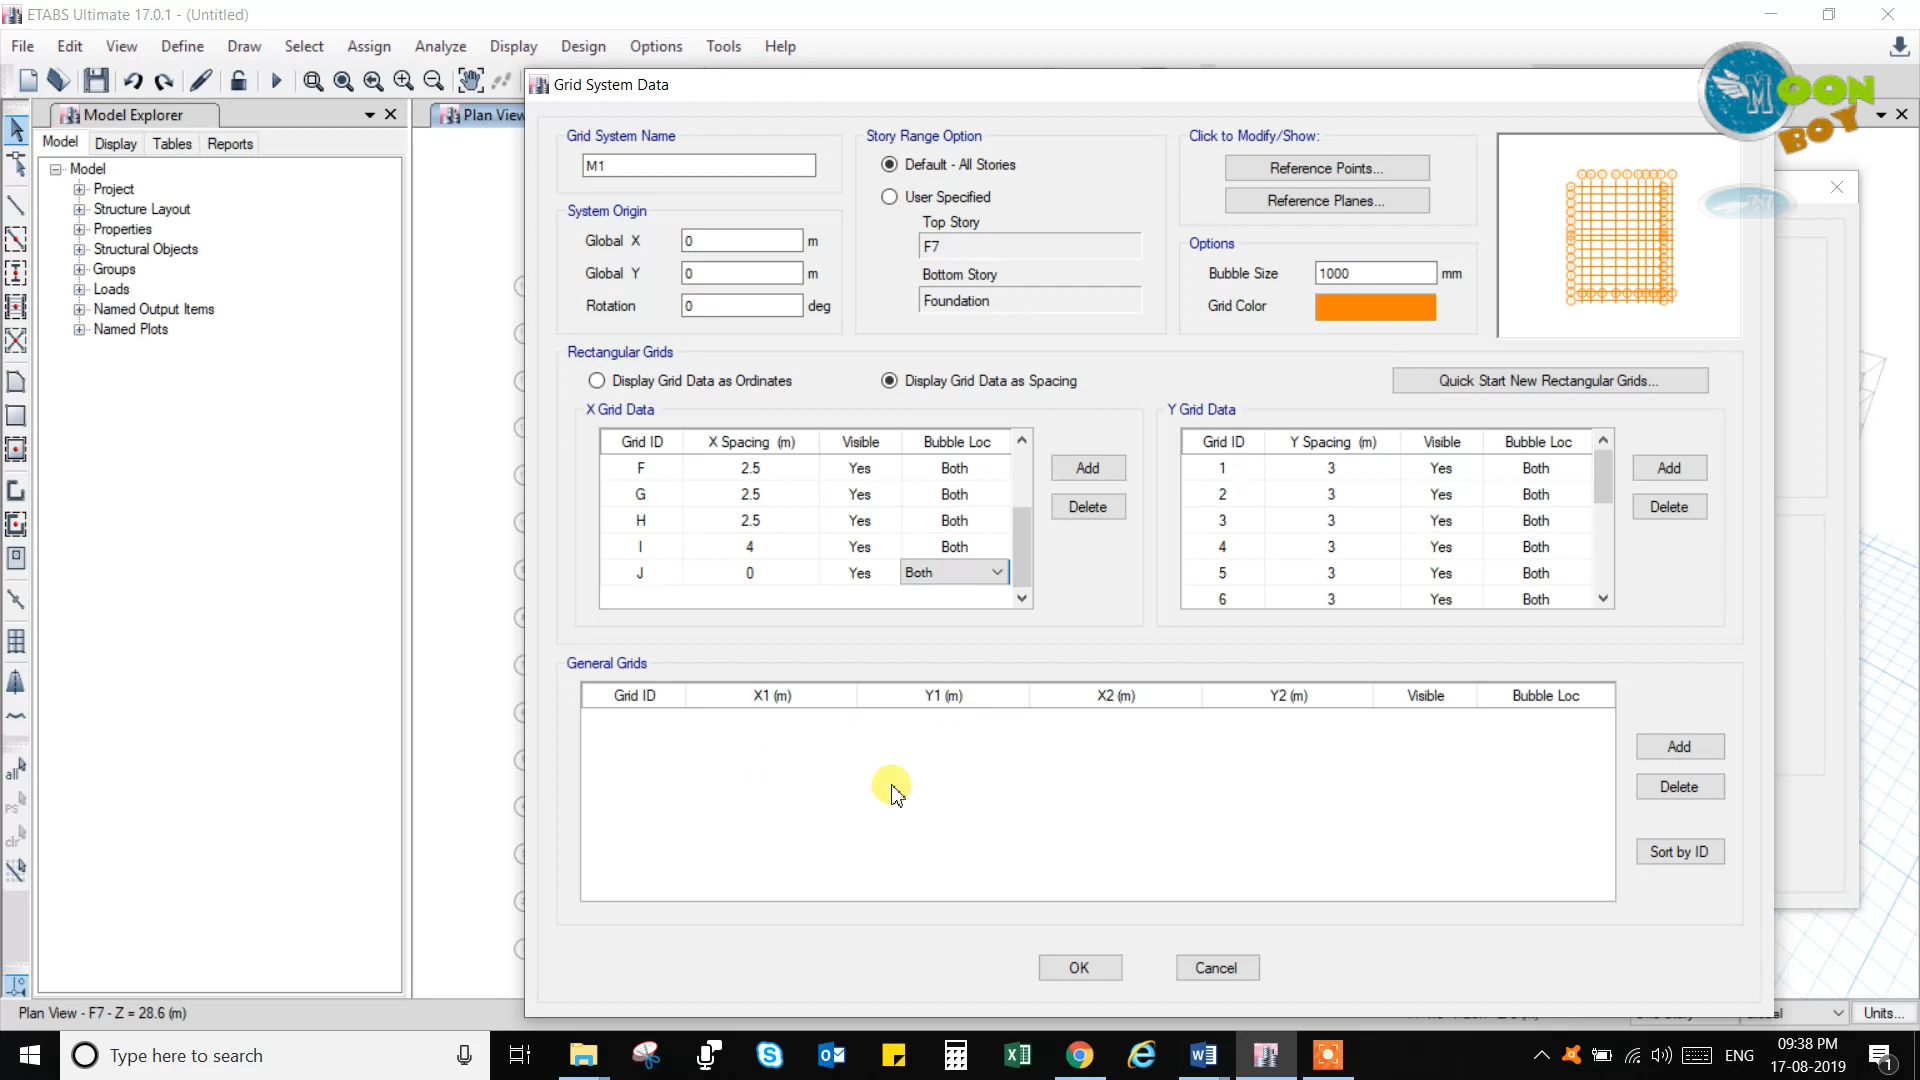 ETABS Ultimate 17.0.1 - (Untitled)
File Edit View Define Draw Select Assign Analyze Display Design Options Tools Help
Model Explorer
Plan View
Model Display Tables Reports
Model
Project
Structure Layout
Properties
Structural Objects
Groups
Loads
Named Output Items
Named Plots
all
ps
clr
Grid System Data
MOON
BOY
Grid System Name
M1
System Origin
Global X 0 m
Global Y 0 m
Rotation 0 deg
Story Range Option
Default - All Stories
User Specified
Top Story
F7
Bottom Story
Foundation
Click to Modify/Show:
Reference Points...
Reference Planes...
Options
Bubble Size 1000 mm
Grid Color
Rectangular Grids
Display Grid Data as Ordinates
Display Grid Data as Spacing
Quick Start New Rectangular Grids...
X Grid Data
Grid ID X Spacing (m) Visible Bubble Loc
F 2.5 Yes Both
G 2.5 Yes Both
H 2.5 Yes Both
I 4 Yes Both
J 0 Yes Both
Add
Delete
Y Grid Data
Grid ID Y Spacing (m) Visible Bubble Loc
1 3 Yes Both
2 3 Yes Both
3 3 Yes Both
4 3 Yes Both
5 3 Yes Both
6 3 Yes Both
Add
Delete
General Grids
Grid ID X1 (m) Y1 (m) X2 (m) Y2 (m) Visible Bubble Loc
Add
Delete
Sort by ID
OK Cancel
Plan View - F7 - Z = 28.6 (m)
Units...
Type here to search
ENG
09:38 PM
17-08-2019
1